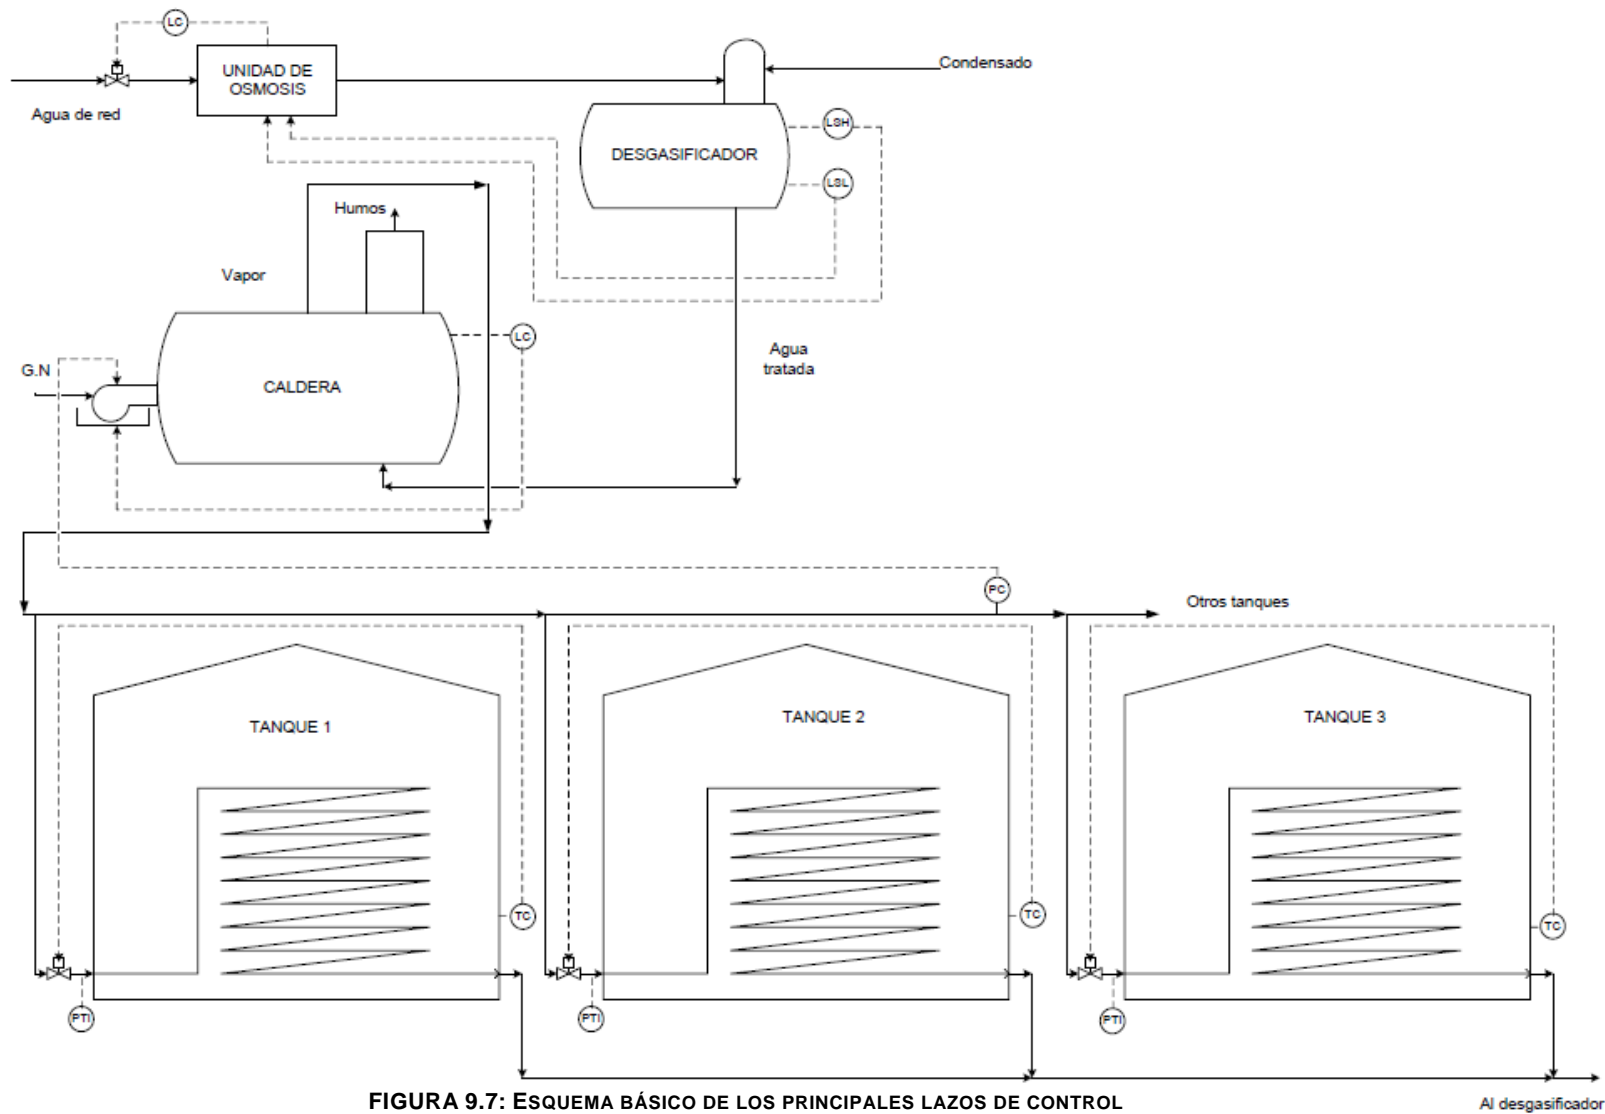 LC
UNIDAD DE
OSMOSIS
Condensado
Agua de red
LSH
DESGASIFICADOR
LSL
Humos
Vapor
LC
Agua
tratada
G.N
CALDERA
PC
Otros tanques
TANQUE 1
TANQUE 2
TANQUE 3
TC
TC
TC
PTI
PTI
PTI
FIGURA 9.7: ESQUEMA BÁSICO DE LOS PRINCIPALES LAZOS DE CONTROL
Al desgasificador